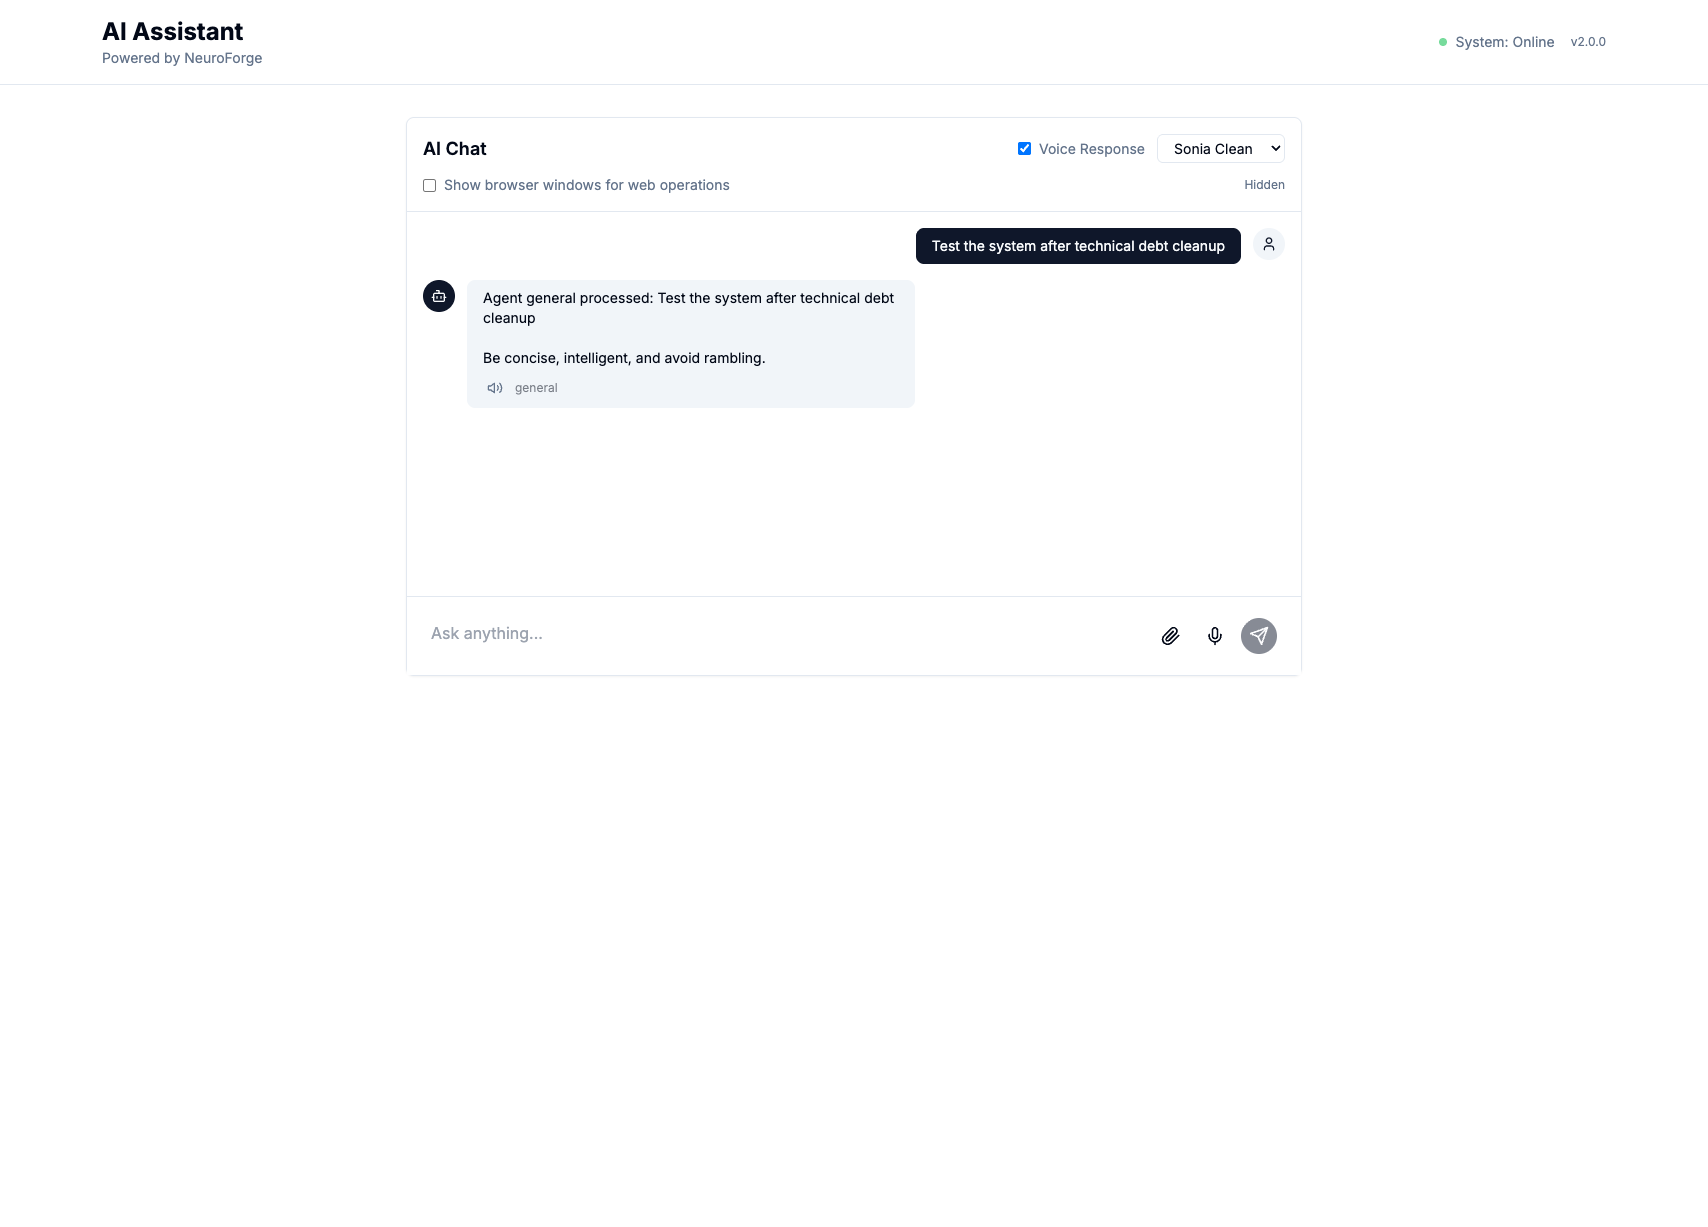 AI Assistant
Powered by NeuroForge
System: Online v2.0.0
AI Chat
Voice Response
Sonia Clean
Show browser windows for web operations
Hidden
Test the system after technical debt cleanup
Agent general processed: Test the system after technical debt
cleanup
Be concise, intelligent, and avoid rambling.
general
Ask anything...